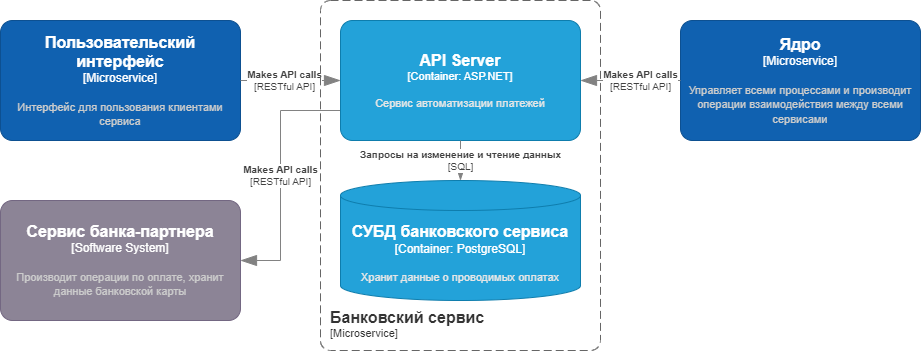 Пользовательский
интерфейс
[Microservice]
Интерфейс для пользования клиентами
сервиса
Makes API calls
[RESTful API]
API Server
[Container: ASP.NET]
Сервис автоматизации платежей
Makes API calls
[RESTful API]
Ядро
[Microservice]
Управляет всеми процессами и производит
операции взаимодействия между всеми
сервисами
Запросы на изменение и чтение данных
[SQL]
Makes API calls
[RESTful API]
Сервис банка-партнера
[Software System]
Производит операции по оплате, хранит
данные банковской карты
СУБД банковского сервиса
[Container: PostgreSQL]
Хранит данные о проводимых оплатах
Банковский сервис
[Microservice]